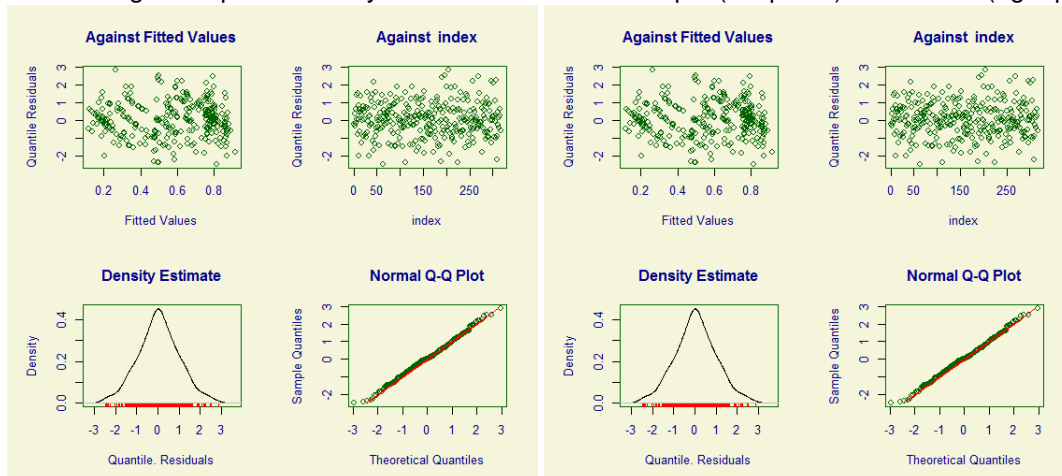 Against Fitted Values
Against index
Quantile Residuals
-2 0 1 2 3
0.2 0.4 0.6 0.8
Fitted Values
Quantile Residuals
-2 0 1 2 3
0 50 150 250
index
Density Estimate
Density
0.0 0.2 0.4
-3 -2 -1 0 1 2 3
Quantile. Residuals
Normal Q-Q Plot
Sample Quantiles
-2 0 1 2 3
-3 -2 -1 0 1 2 3
Theoretical Quantiles
Against Fitted Values
Against index
Quantile Residuals
-2 0 1 2 3
0.2 0.4 0.6 0.8
Fitted Values
Quantile Residuals
-2 0 1 2 3
0 50 150 250
index
Density Estimate
Density
0.0 0.2 0.4
-3 -2 -1 0 1 2 3
Quantile. Residuals
Normal Q-Q Plot
Sample Quantiles
-2 0 1 2 3
-3 -2 -1 0 1 2 3
Theoretical Quantiles